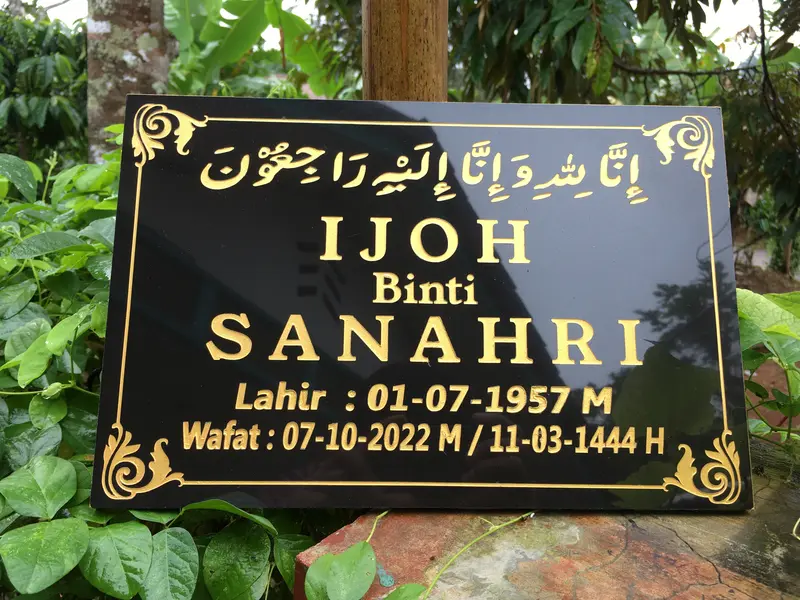 إِنَّا لِلّٰهِ وَإِنَّا إِلَيْهِ رَاجِعُوْنَ
IJOH
Binti
SANAHRI
Lahir : 01-07-1957 M
Wafat : 07-10-2022 M / 11-03-1444 H